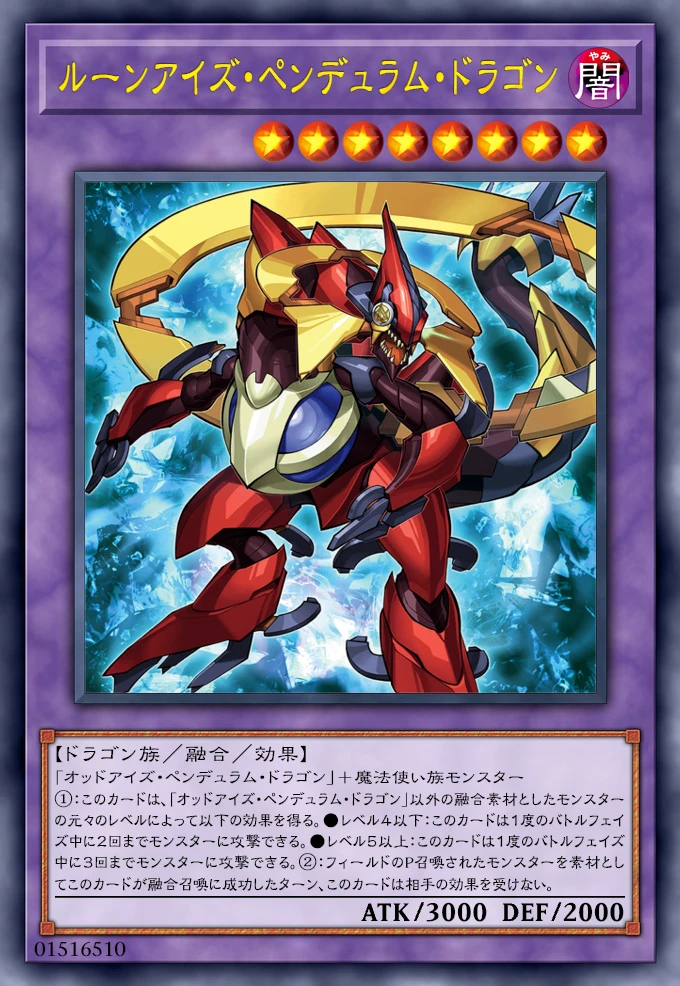 ルーンアイズ・ペンデュラム・ドラゴン
やみ
闇
【ドラゴン族／融合／効果】
「オッドアイズ・ペンデュラム・ドラゴン」＋魔法使い族モンスター
①：このカードは、「オッドアイズ・ペンデュラム・ドラゴン」以外の融合素材としたモンスター
の元々のレベルによって以下の効果を得る。●レベル４以下：このカードは１度のバトルフェイ
ズ中に２回までモンスターに攻撃できる。●レベル５以上：このカードは１度のバトルフェイズ
中に３回までモンスターに攻撃できる。②：フィールドのP召喚されたモンスターを素材とし
てこのカードが融合召喚に成功したターン、このカードは相手の効果を受けない。
ATK/3000 DEF/2000
01516510